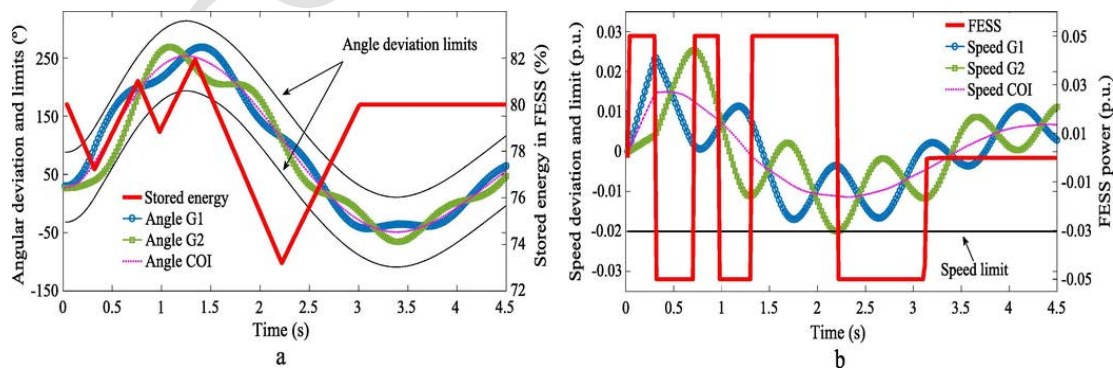 Angular deviation and limits (°)
250
150
50
-50
-150
Angle deviation limits
Stored energy
Angle G1
Angle G2
Angle COI
82
80
78
76
74
72
Stored energy in FESS (%)
0 0.5 1 1.5 2 2.5 3 3.5 4 4.5
Time (s)
a
Speed deviation and limit (p.u.)
0.03
0.02
0.01
0
-0.01
-0.02
-0.03
FESS
Speed G1
Speed G2
Speed COI
Speed limit
0.05
0.03
0.01
-0.01
-0.03
-0.05
FESS power (p.u.)
0 0.5 1 1.5 2 2.5 3 3.5 4 4.5
Time (s)
b